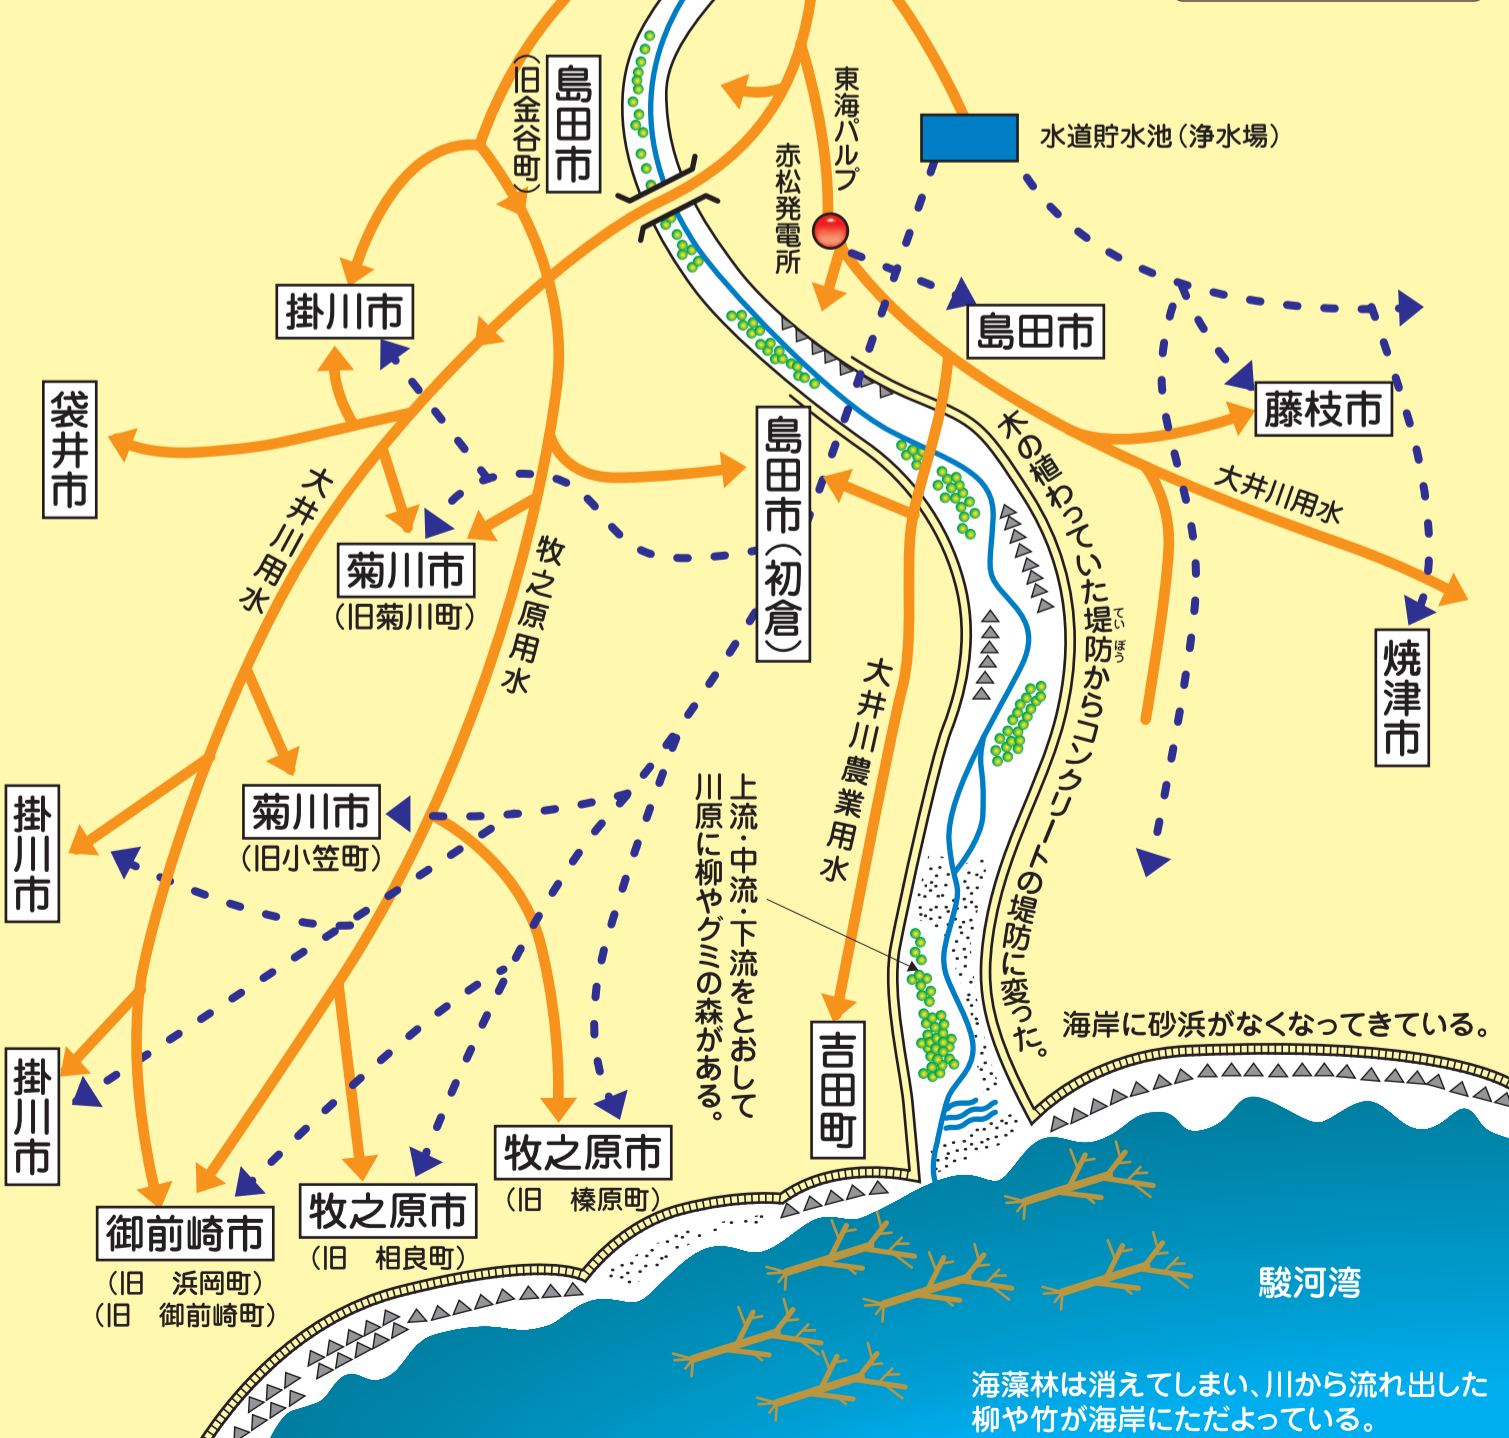 島田市
（旧金谷町）
東海パルプ
赤松発電所
水道貯水池（浄水場）
掛川市
島田市
藤枝市
袋井市
島田市（初倉）
大井川用水
大井川用水
菊川市
（旧菊川町）
牧之原用水
木の植わっていた堤防からコンクリートの堤防に変った。
てい
ぼう
焼津市
大井川農業用水
掛川市
菊川市
（旧小笠町）
上流・中流・下流をとおして
川原に柳やグミの森がある。
海岸に砂浜がなくなってきている。
吉田町
掛川市
牧之原市
（旧　榛原町）
牧之原市
（旧　相良町）
御前崎市
（旧　浜岡町）
（旧　御前崎町）
駿河湾
海藻林は消えてしまい、川から流れ出した
柳や竹が海岸にただよっている。